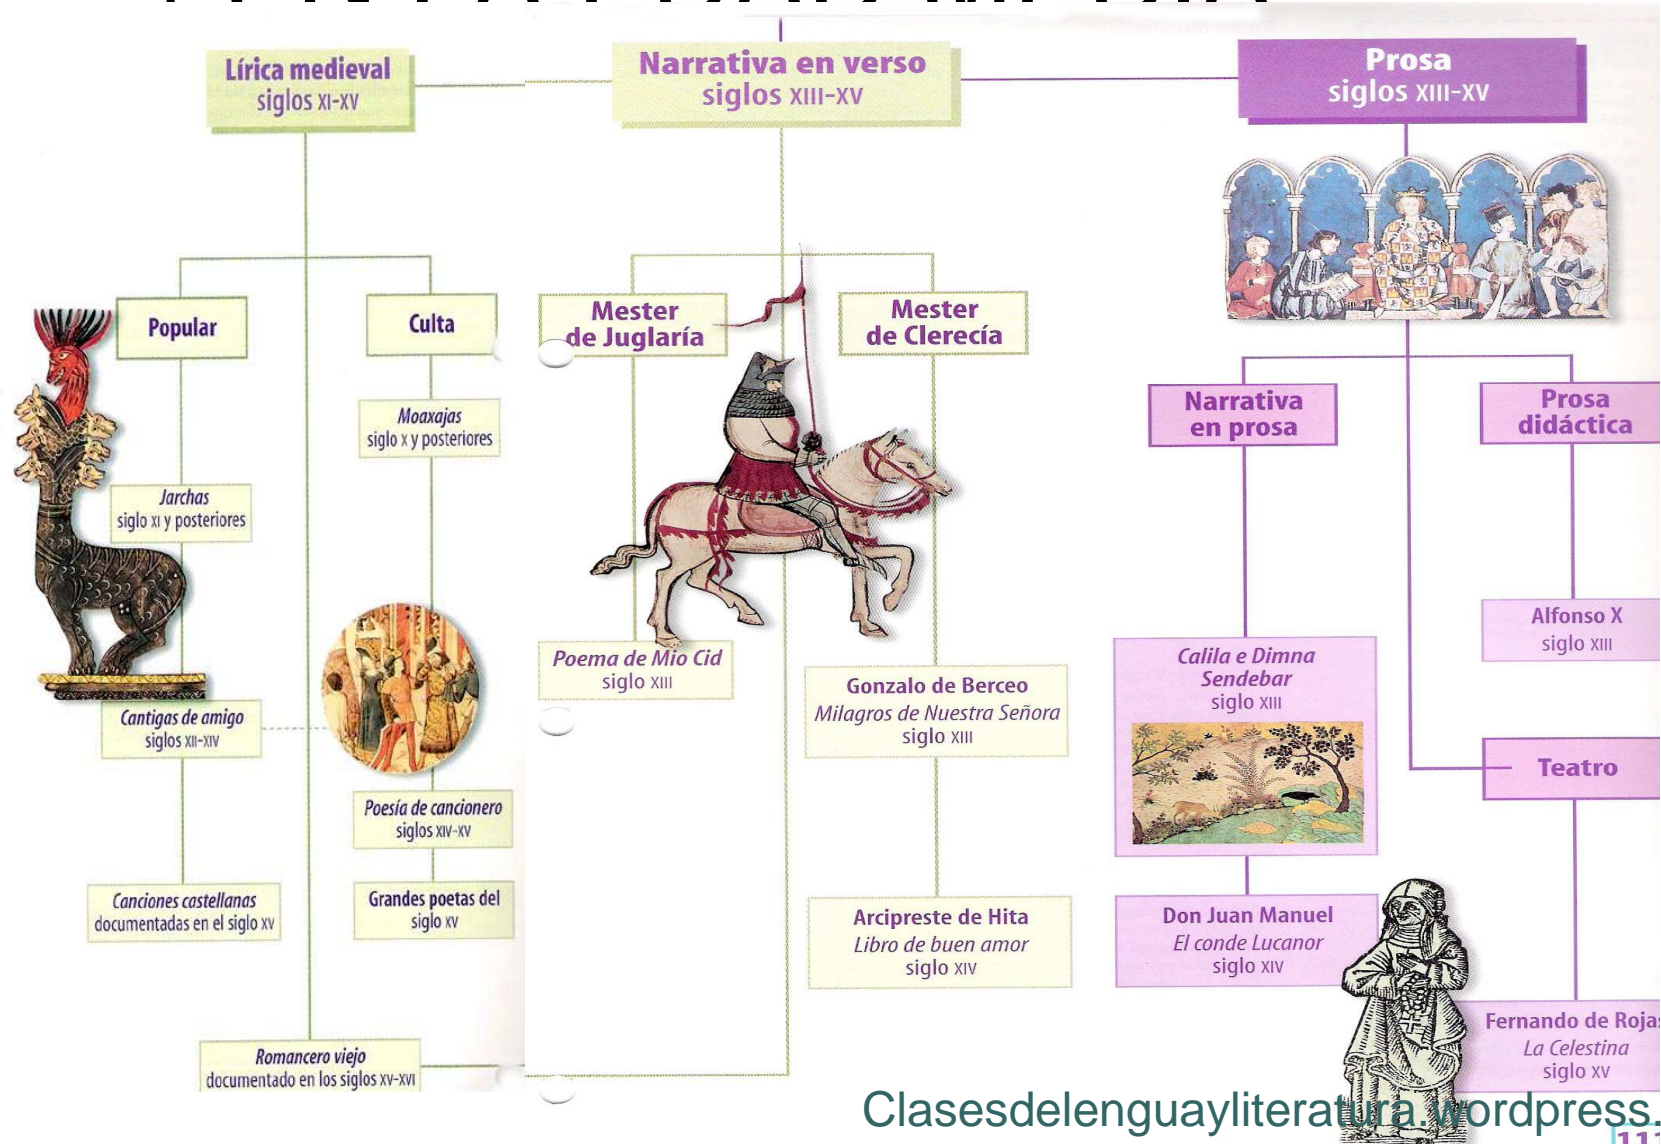 Lírica medieval
siglos XI-XV
Narrativa en verso
siglos XIII-XV
Prosa
siglos XIII-XV
Popular
Culta
Moaxajas
siglo X y posteriores
Jarchas
siglo XI y posteriores
Cantigas de amigo
siglos XII-XIV
Poesía de cancionero
siglos XIV-XV
Canciones castellanas
documentadas en el siglo XV
Grandes poetas del
siglo XV
Romancero viejo
documentado en los siglos XV-XVI
Mester
de Juglaría
Mester
de Clerecía
Poema de Mio Cid
siglo XIII
Gonzalo de Berceo
Milagros de Nuestra Señora
siglo XIII
Arcipreste de Hita
Libro de buen amor
siglo XIV
Narrativa
en prosa
Prosa
didáctica
Alfonso X
siglo XIII
Calila e Dimna
Sendebar
siglo XIII
Teatro
Don Juan Manuel
El conde Lucanor
siglo XIV
Fernando de Rojas
La Celestina
siglo XV
Clasesdelenguayliteratura.wordpress.